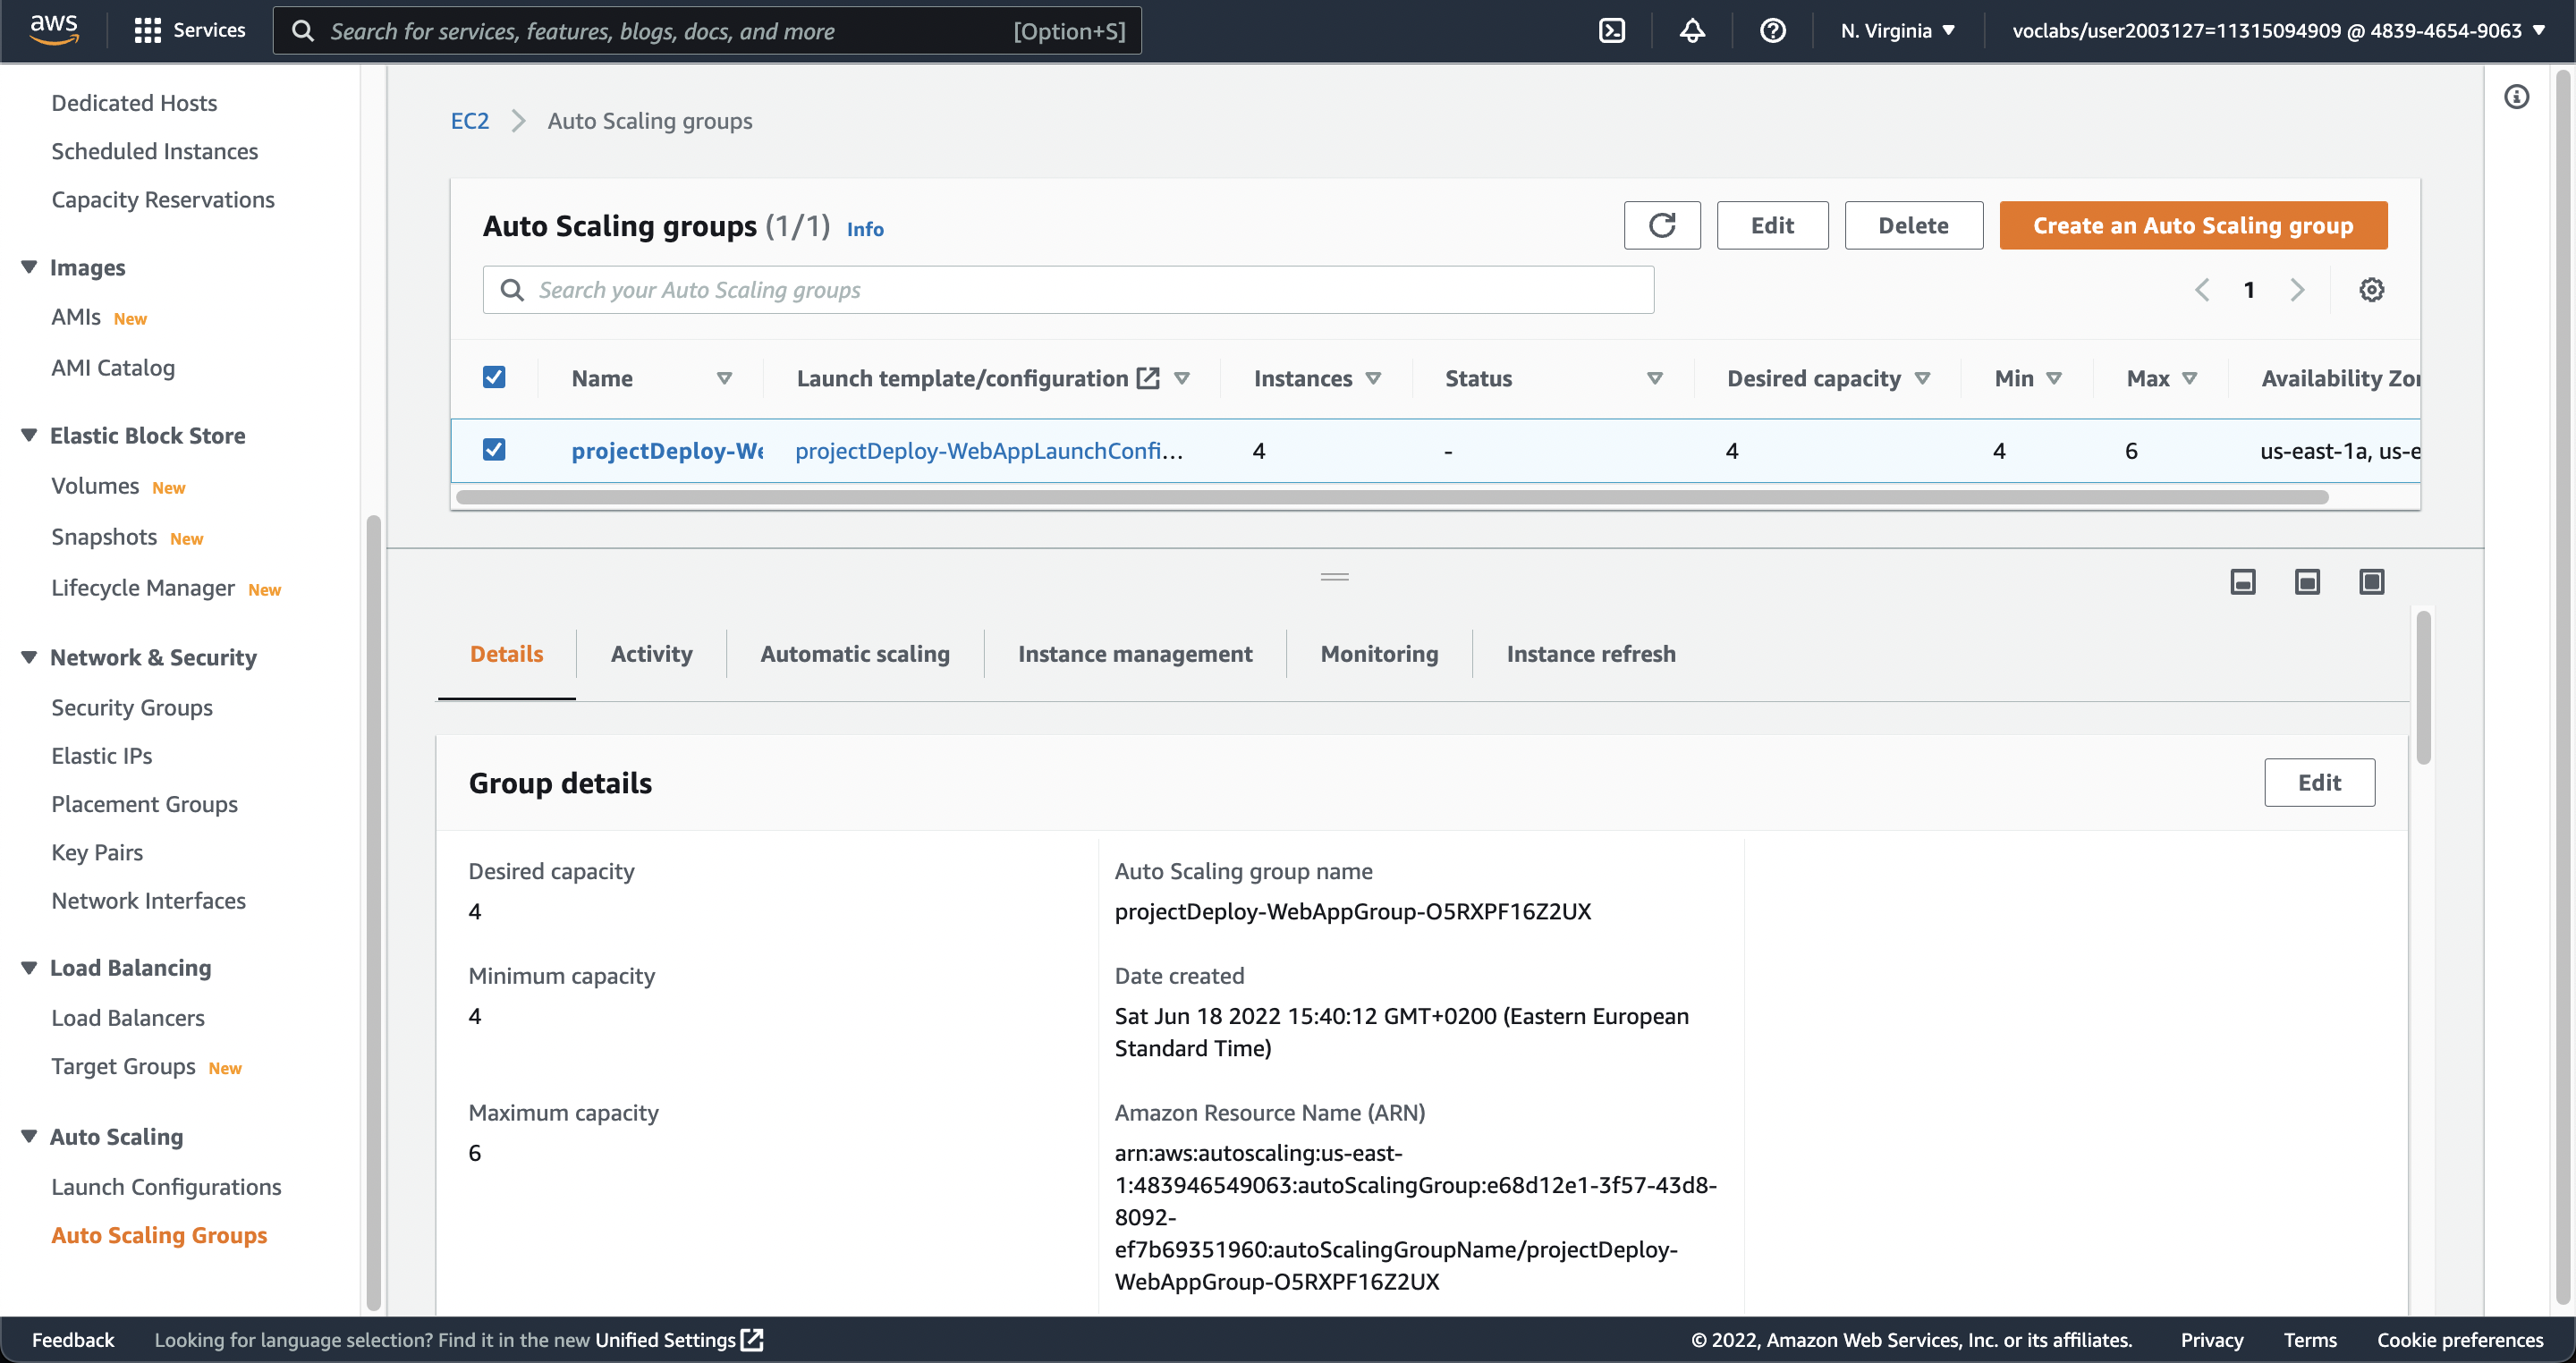 aws
Services
Search for services, features, blogs, docs, and more
[Option+S]
N. Virginia
voclabs/user2003127=11315094909 @ 4839-4654-9063
Dedicated Hosts
Scheduled Instances
Capacity Reservations
Images
AMIs New
AMI Catalog
Elastic Block Store
Volumes New
Snapshots New
Lifecycle Manager New
Network & Security
Security Groups
Elastic IPs
Placement Groups
Key Pairs
Network Interfaces
Load Balancing
Load Balancers
Target Groups New
Auto Scaling
Launch Configurations
Auto Scaling Groups
EC2 > Auto Scaling groups
Auto Scaling groups (1/1) Info
Edit
Delete
Create an Auto Scaling group
Search your Auto Scaling groups
1
Name Launch template/configuration Instances Status Desired capacity Min Max Availability Zo
projectDeploy-We projectDeploy-WebAppLaunchConfi... 4 - 4 4 6 us-east-1a, us-e
Details Activity Automatic scaling Instance management Monitoring Instance refresh
Group details
Edit
Desired capacity
4
Minimum capacity
4
Maximum capacity
6
Auto Scaling group name
projectDeploy-WebAppGroup-O5RXPF16Z2UX
Date created
Sat Jun 18 2022 15:40:12 GMT+0200 (Eastern European
Standard Time)
Amazon Resource Name (ARN)
arn:aws:autoscaling:us-east-
1:483946549063:autoScalingGroup:e68d12e1-3f57-43d8-
8092-
ef7b69351960:autoScalingGroupName/projectDeploy-
WebAppGroup-O5RXPF16Z2UX
Feedback
Looking for language selection? Find it in the new Unified Settings
© 2022, Amazon Web Services, Inc. or its affiliates.
Privacy
Terms
Cookie preferences